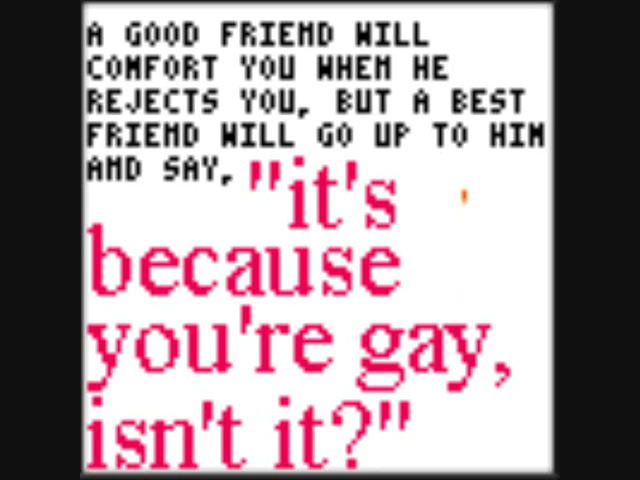 A GOOD FRIEND WILL
COMFORT YOU WHEN HE
REJECTS YOU, BUT A BEST
FRIEND WILL GO UP TO HIM
AND SAY, "it's
because
you're gay,
isn't it?"